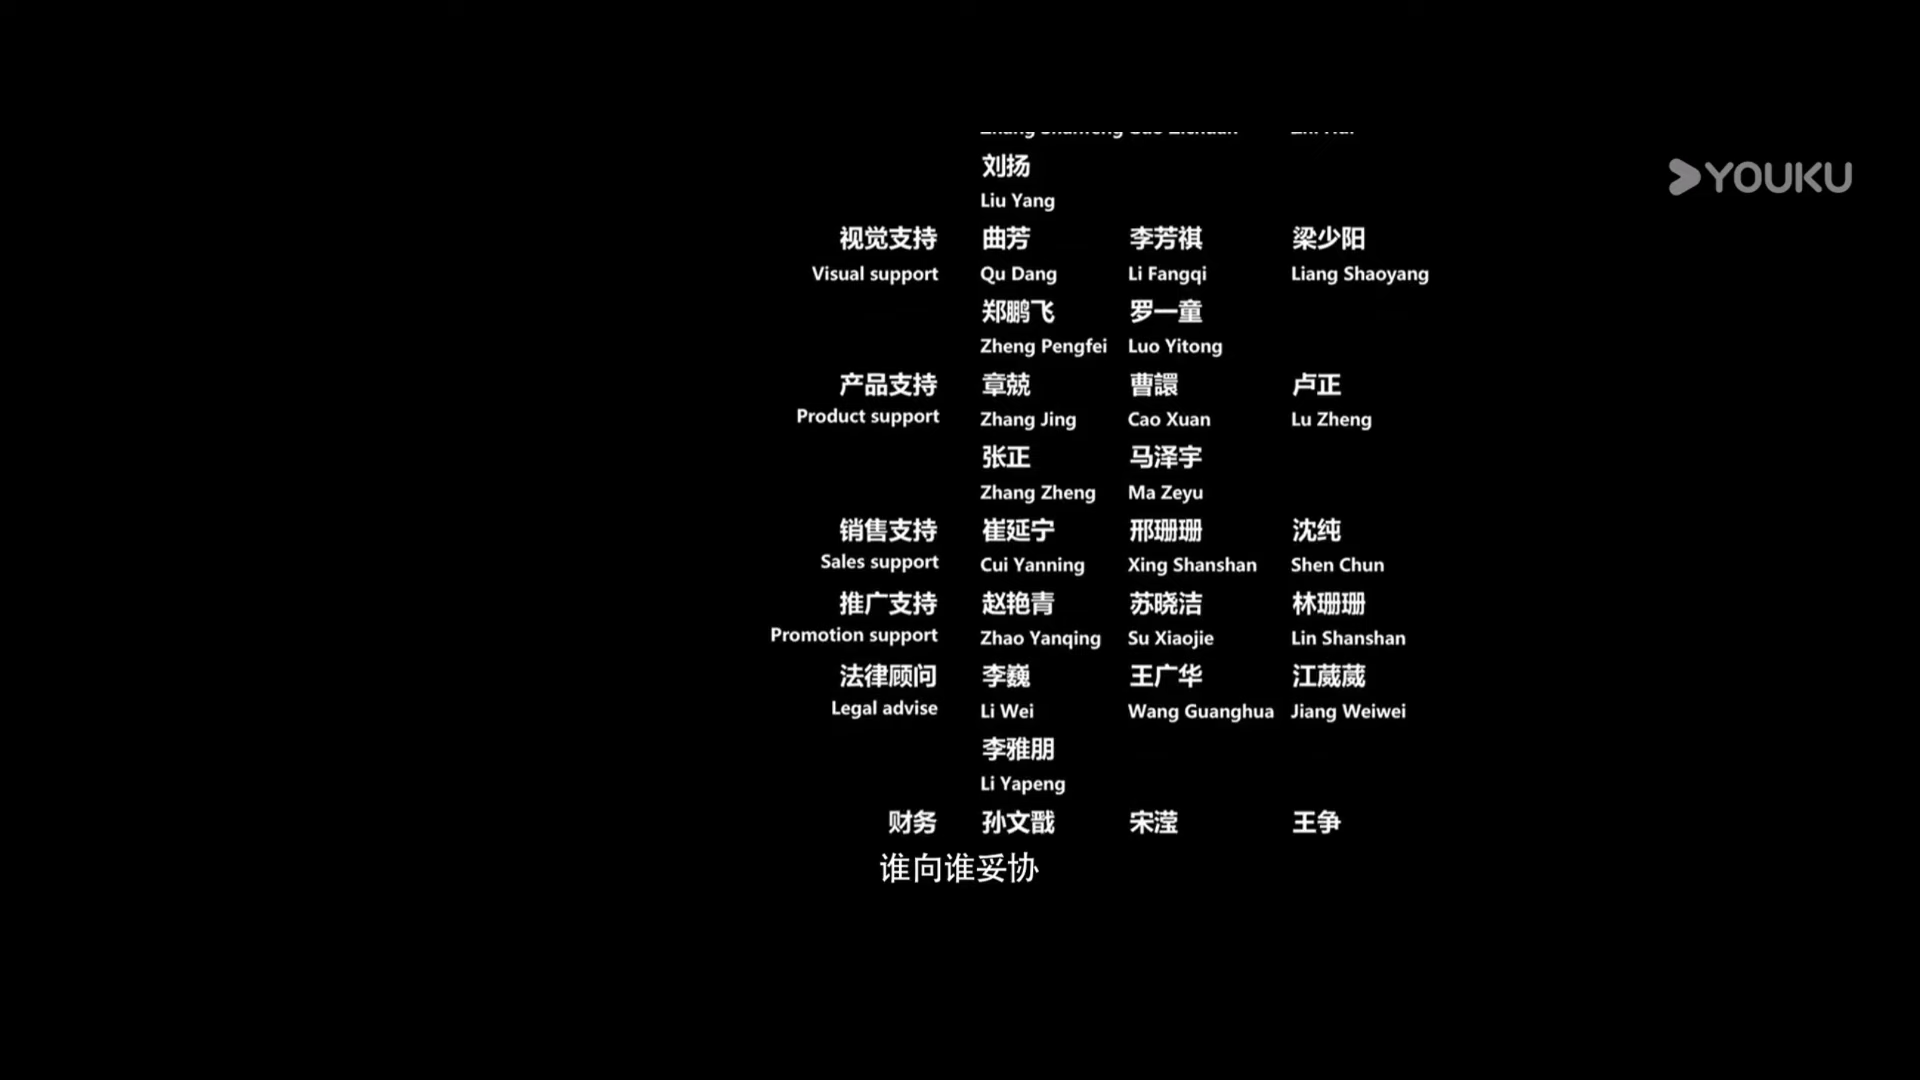 刘扬
Liu Yang
YOUKU
视觉支持 曲芳 李芳祺 梁少阳
Visual support Qu Dang Li Fangqi Liang Shaoyang
郑鹏飞 罗一童
Zheng Pengfei Luo Yitong
产品支持 章兢 曹譞 卢正
Product support Zhang Jing Cao Xuan Lu Zheng
张正 马泽宇
Zhang Zheng Ma Zeyu
销售支持 崔延宁 邢珊珊 沈纯
Sales support Cui Yanning Xing Shanshan Shen Chun
推广支持 赵艳青 苏晓洁 林珊珊
Promotion support Zhao Yanqing Su Xiaojie Lin Shanshan
法律顾问 李巍 王广华 江葳葳
Legal advise Li Wei Wang Guanghua Jiang Weiwei
李雅朋
Li Yapeng
财务 孙文戬 宋滢 王争
谁向谁妥协